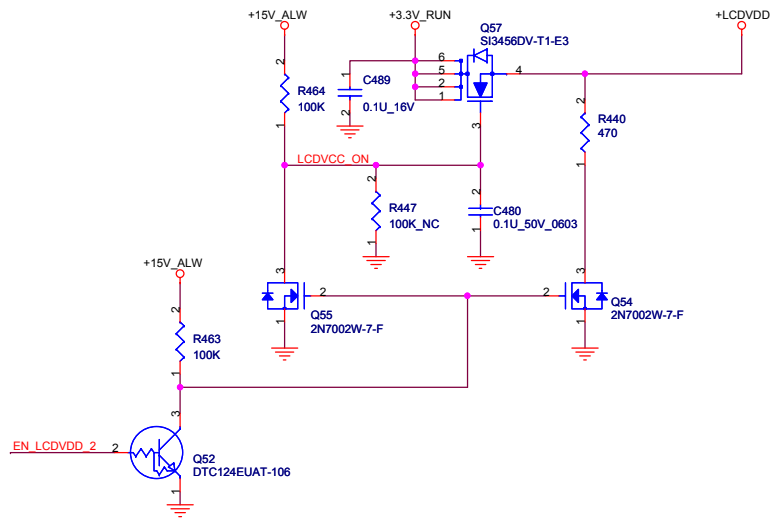 +15V_ALW
+3.3V_RUN
+LCDVDD
Q57
SI3456DV-T1-E3
2
R464
100K
1
1
C489
0.1U_16V
2
6
5
2
1
4
3
2
R440
470
1
LCDVCC_ON
2
R447
100K_NC
1
2
C480
0.1U_50V_0603
1
+15V_ALW
3
2
Q55
2N7002W-7-F
1
3
2
Q54
2N7002W-7-F
1
2
R463
100K
1
3
EN_LCDVDD_2
2
Q52
DTC124EUAT-106
1